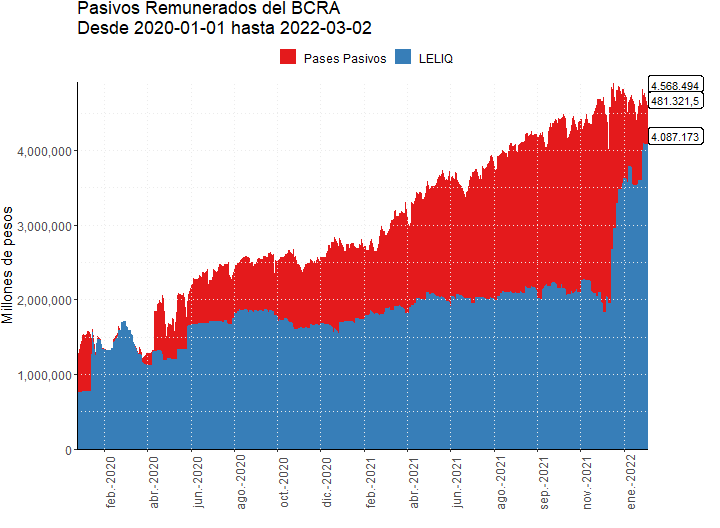 Pasivos Remunerados del BCRA
Desde 2020-01-01 hasta 2022-03-02
Pases Pasivos LELIQ
4.568.494
481.321,5
4.087.173
Millones de pesos
4,000,000
3,000,000
2,000,000
1,000,000
0
feb.-2020 abr.-2020 jun.-2020 ago.-2020 oct.-2020 dic.-2020 feb.-2021 abr.-2021 jun.-2021 ago.-2021 sep.-2021 nov.-2021 ene.-2022